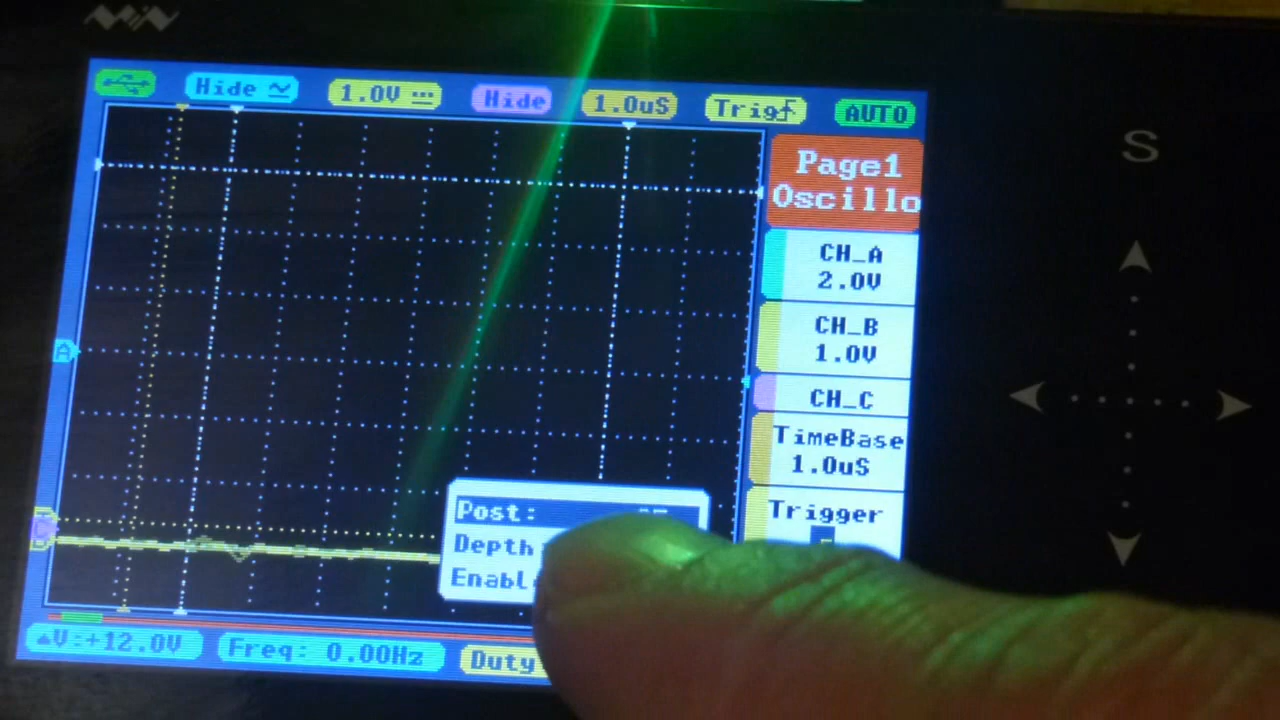 Hide
1.0V
Hide
1.0uS
Trig
AUTO
Page1
Oscillo
CH_A
2.0V
CH_B
1.0V
CH_C
TimeBase
1.0uS
Trigger
A
C
Post:
Depth
▲V:+12.0V
Freq: 0.00Hz
Duty
S